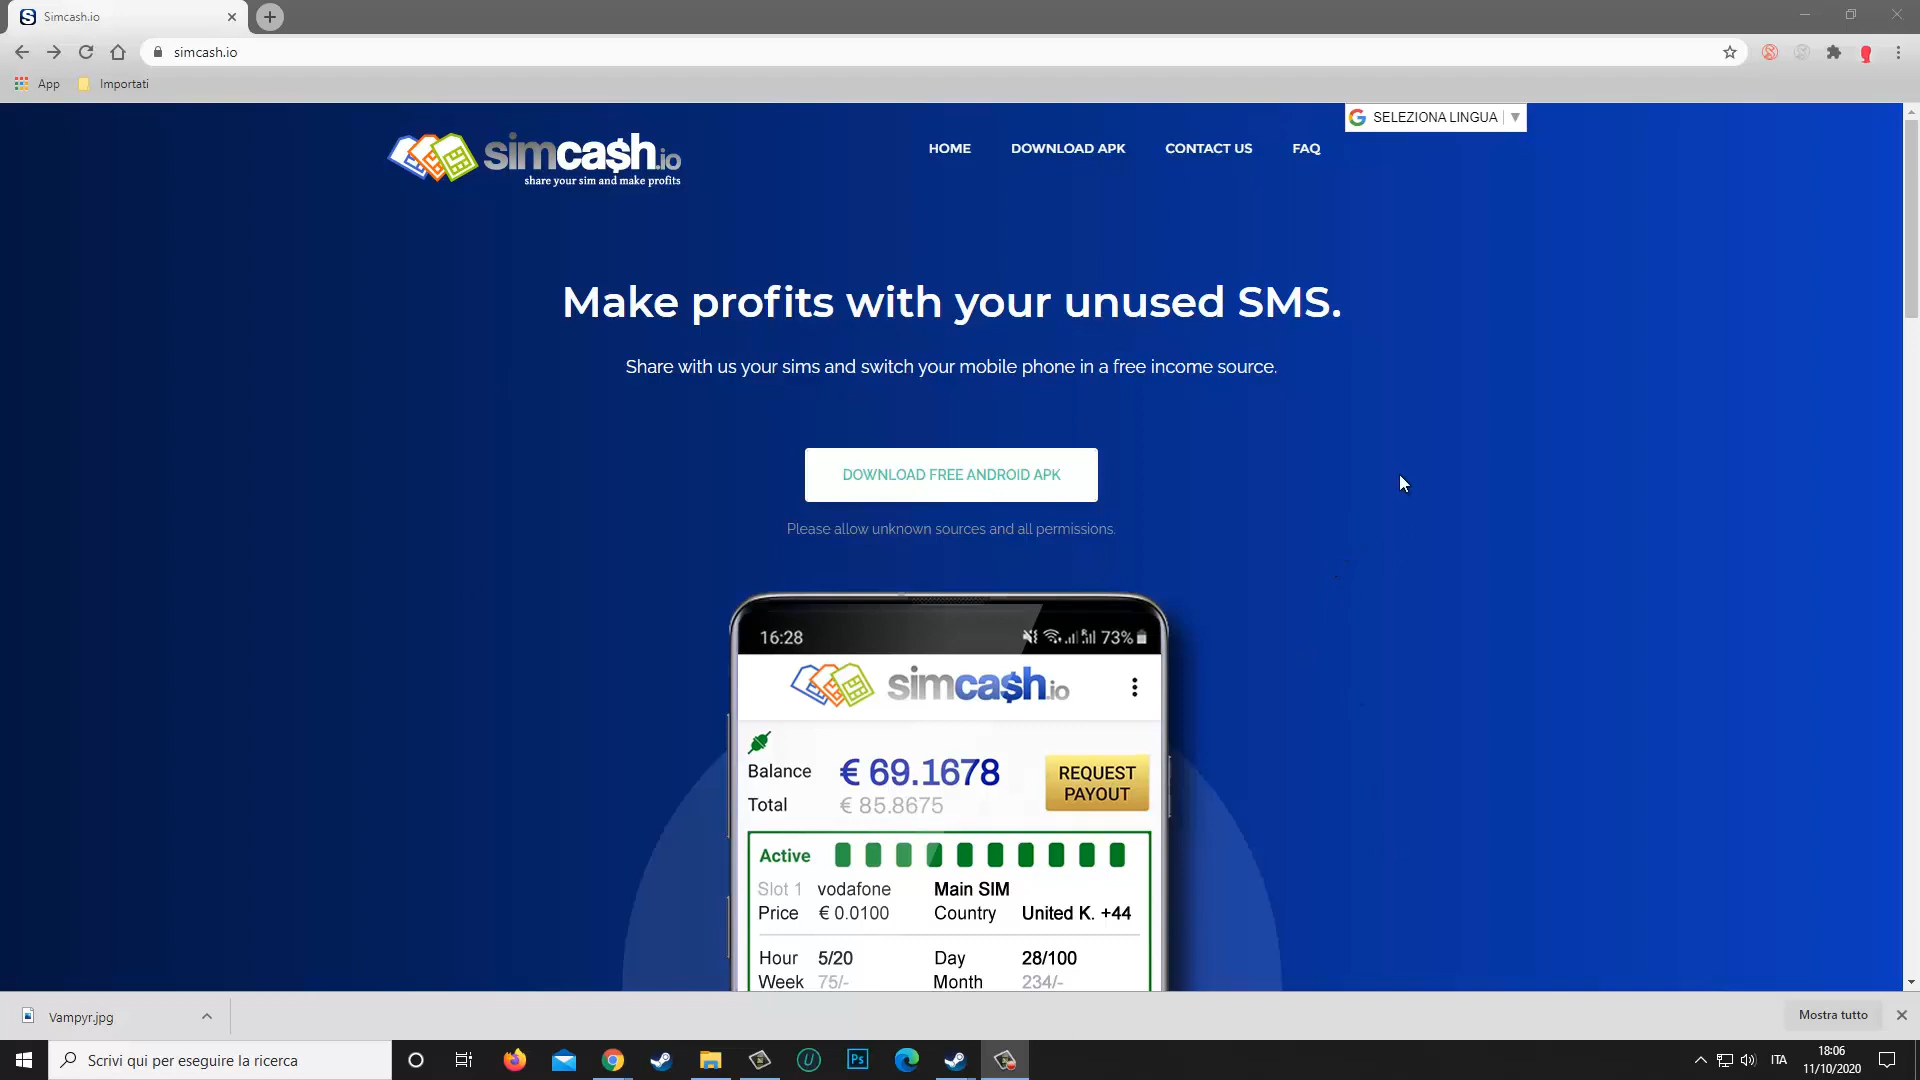 Simcash.io
simcash.io
App
Importati
SELEZIONA LINGUA
simcash.io
share your sim and make profits
HOME
DOWNLOAD APK
CONTACT US
FAQ
Make profits with your unused SMS.
Share with us your sims and switch your mobile phone in a free income source.
DOWNLOAD FREE ANDROID APK
Please allow unknown sources and all permissions.
16:28
73%
simcash.io
Balance € 69.1678
REQUEST
PAYOUT
Total € 85.8675
Active
Slot 1 vodafone Main SIM
Price € 0.0100 Country United K. +44
Hour 5/20 Day 28/100
Week 75/- Month 234/-
Vampyr.jpg
Mostra tutto
Scrivi qui per eseguire la ricerca
Ps
ITA
18:06
11/10/2020